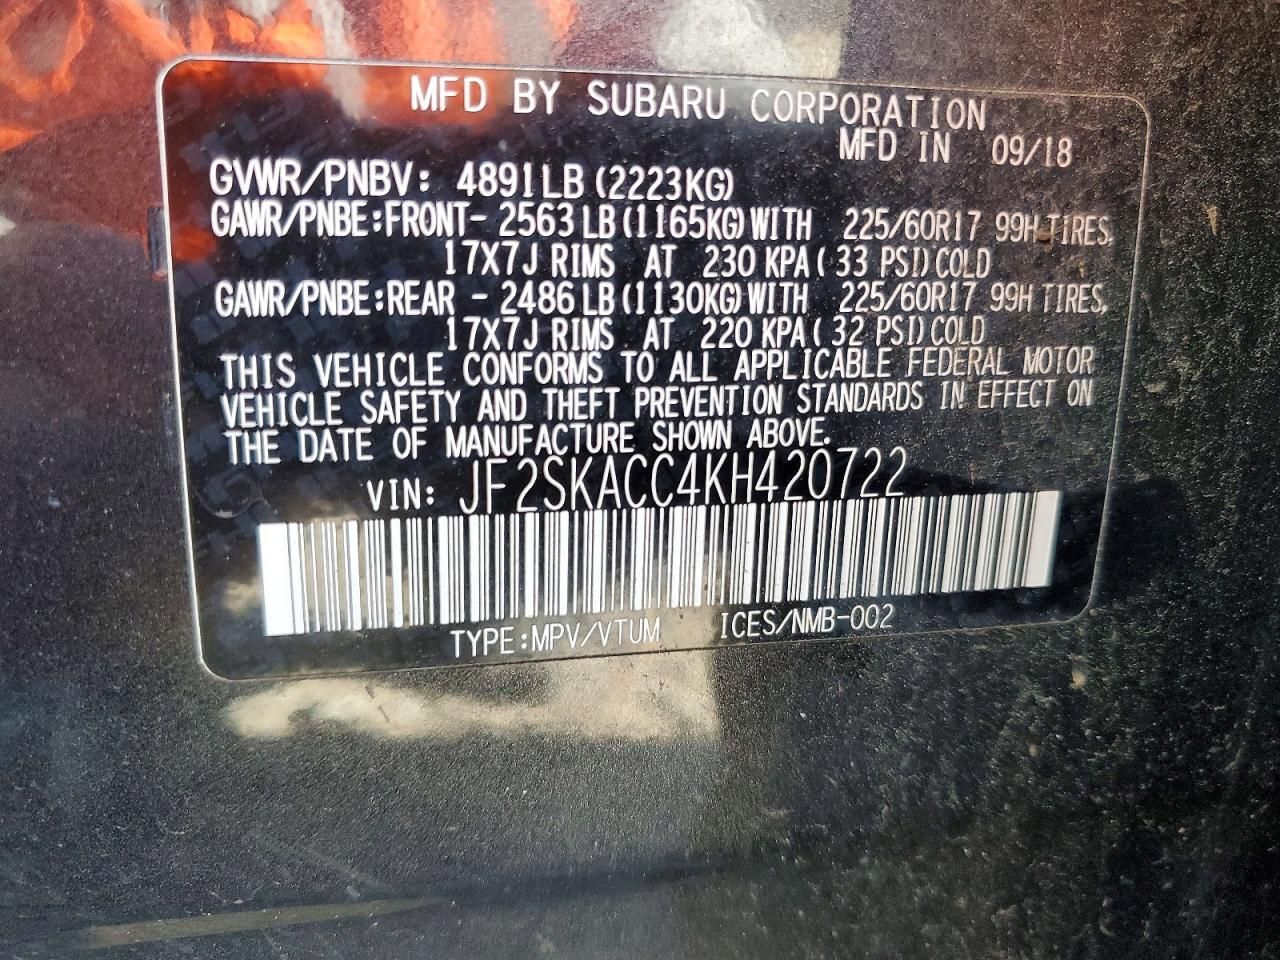 MFD BY SUBARU CORPORATION
MFD IN 09/18
GVWR/PNBV: 4891LB (2223KG)
GAWR/PNBE:FRONT- 2563 LB (1165KG) WITH 225/60R17 99H TIRES,
17X7J RIMS AT 230 KPA ( 33 PSI) COLD
GAWR/PNBE:REAR - 2486 LB (1130KG) WITH 225/60R17 99H TIRES,
17X7J RIMS AT 220 KPA ( 32 PSI) COLD
THIS VEHICLE CONFORMS TO ALL APPLICABLE FEDERAL MOTOR
VEHICLE SAFETY AND THEFT PREVENTION STANDARDS IN EFFECT ON
THE DATE OF MANUFACTURE SHOWN ABOVE.
VIN: JF2SKACC4KH420722
TYPE:MPV/VTUM ICES/NMB-002